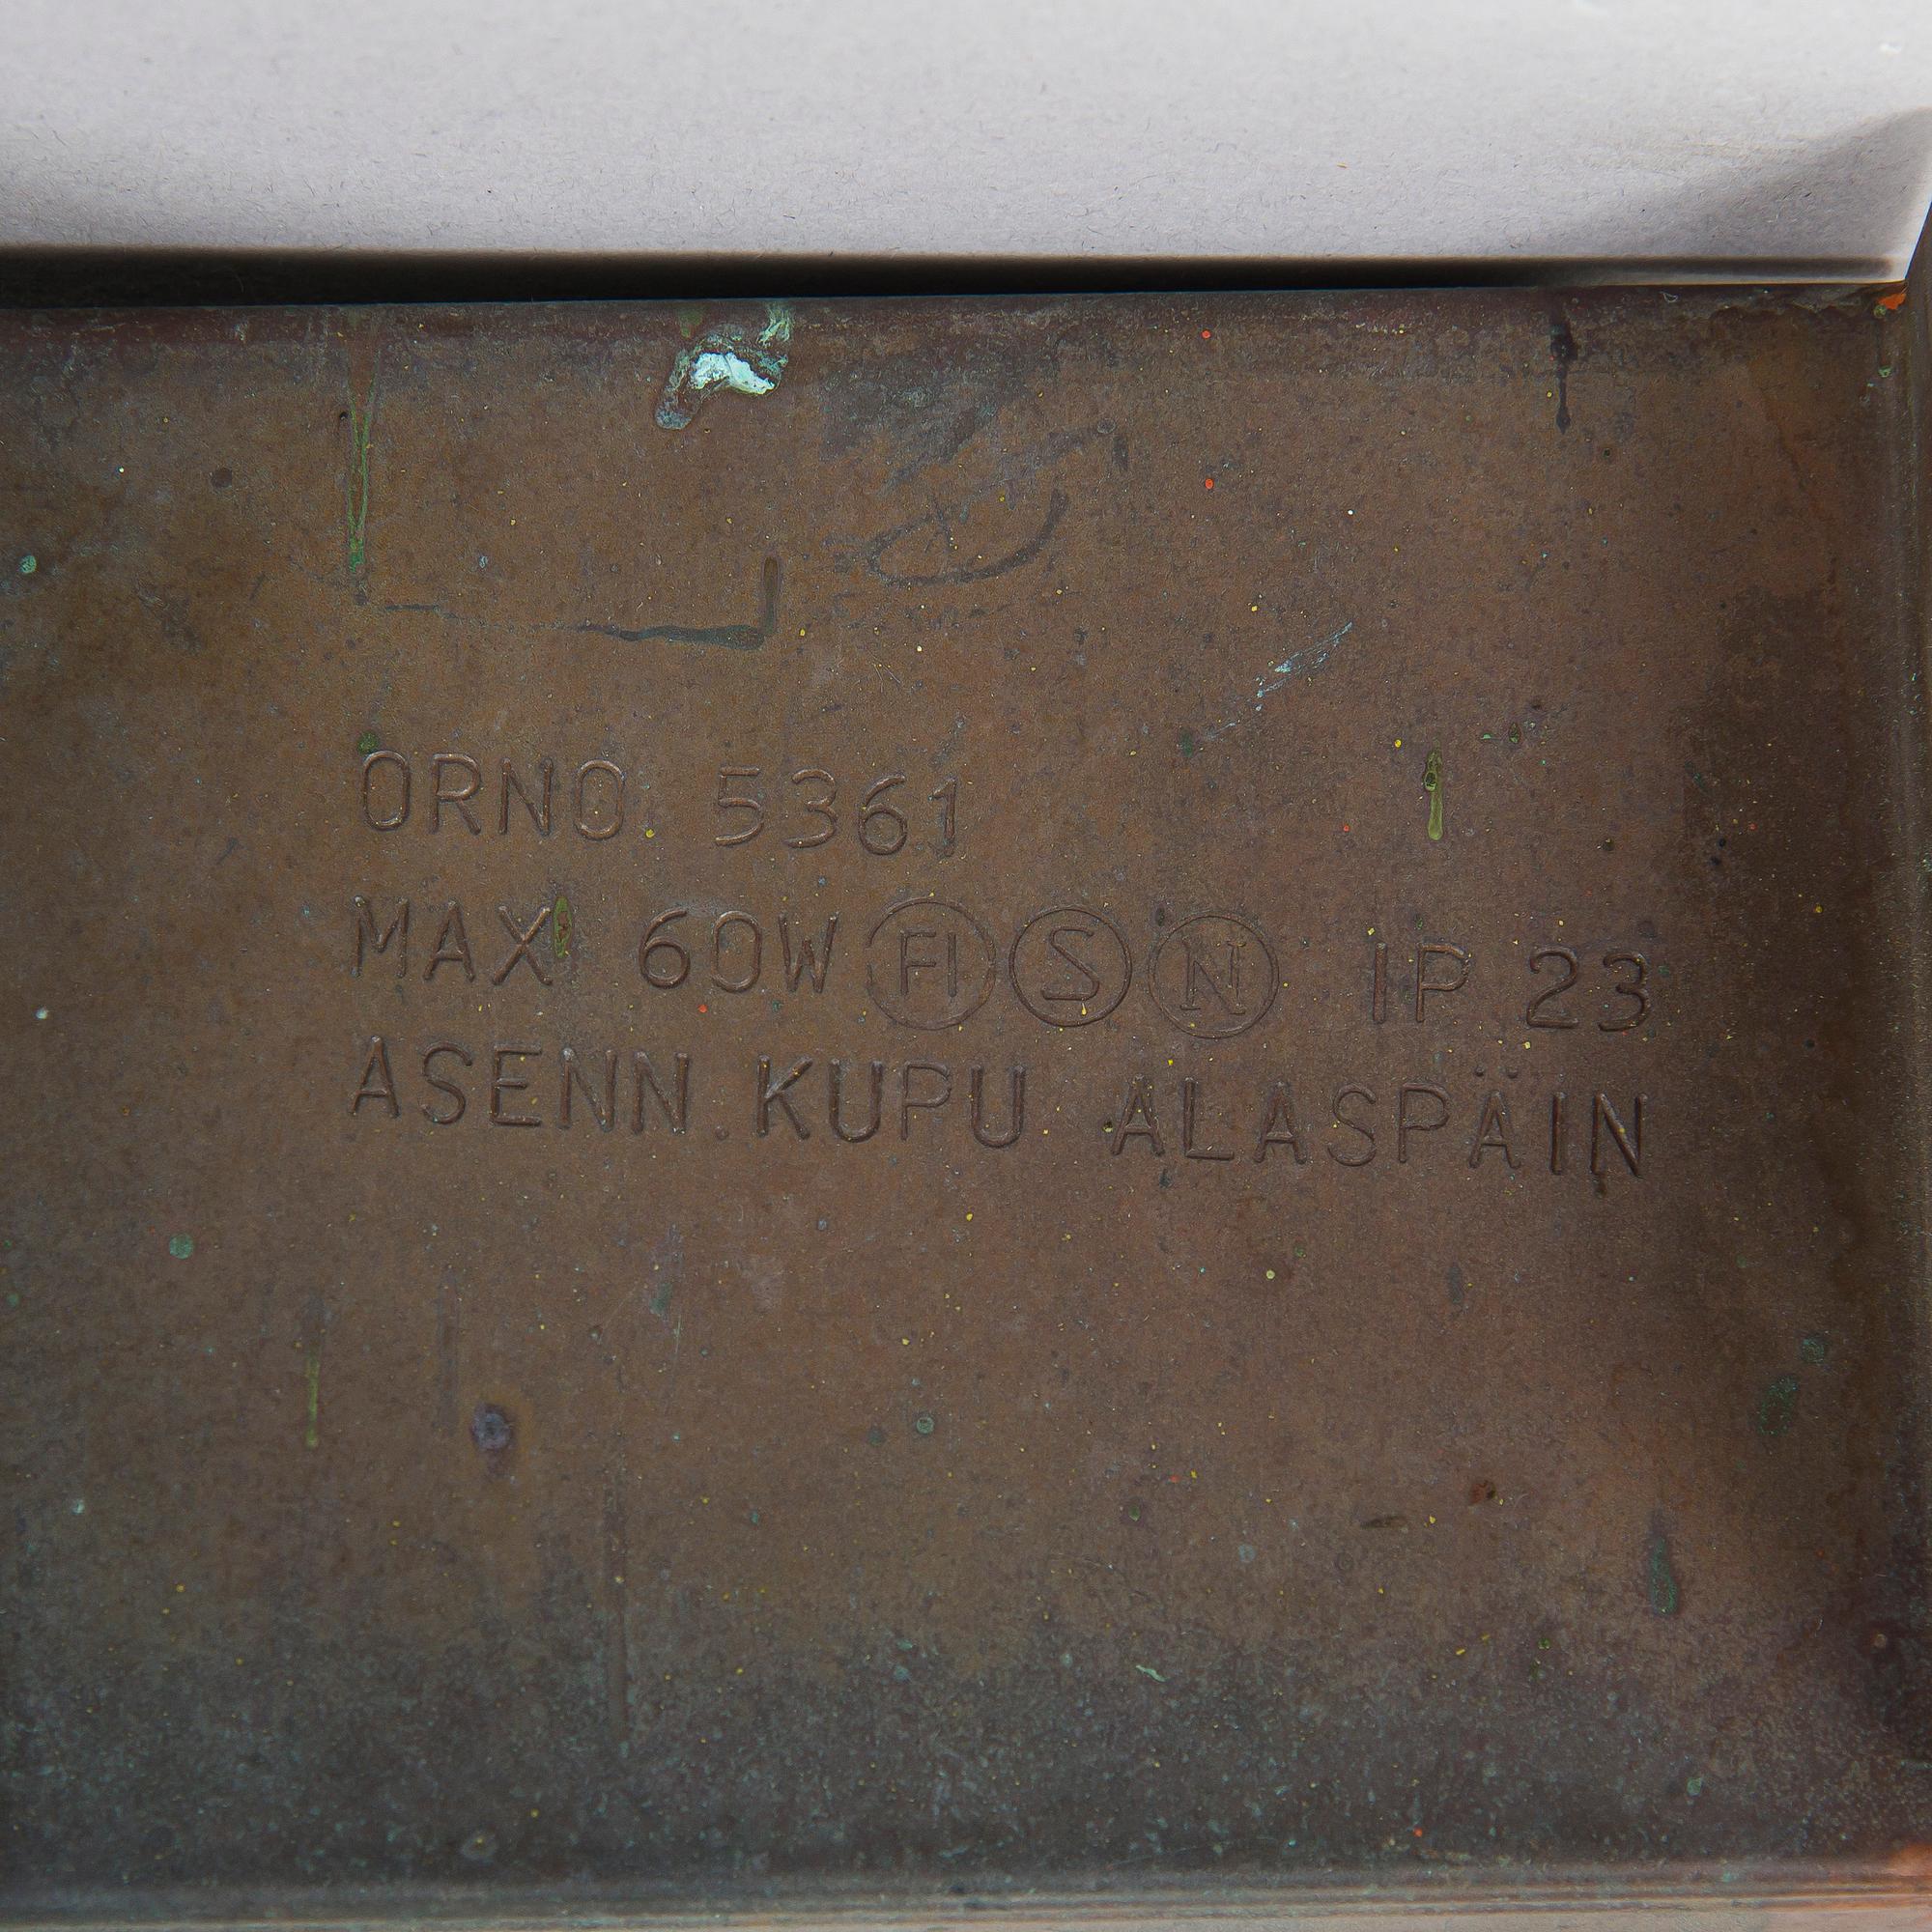 ORNO 5361
MAX 60W FI S N IP 23
ASENN. KUPU ALASPÄIN